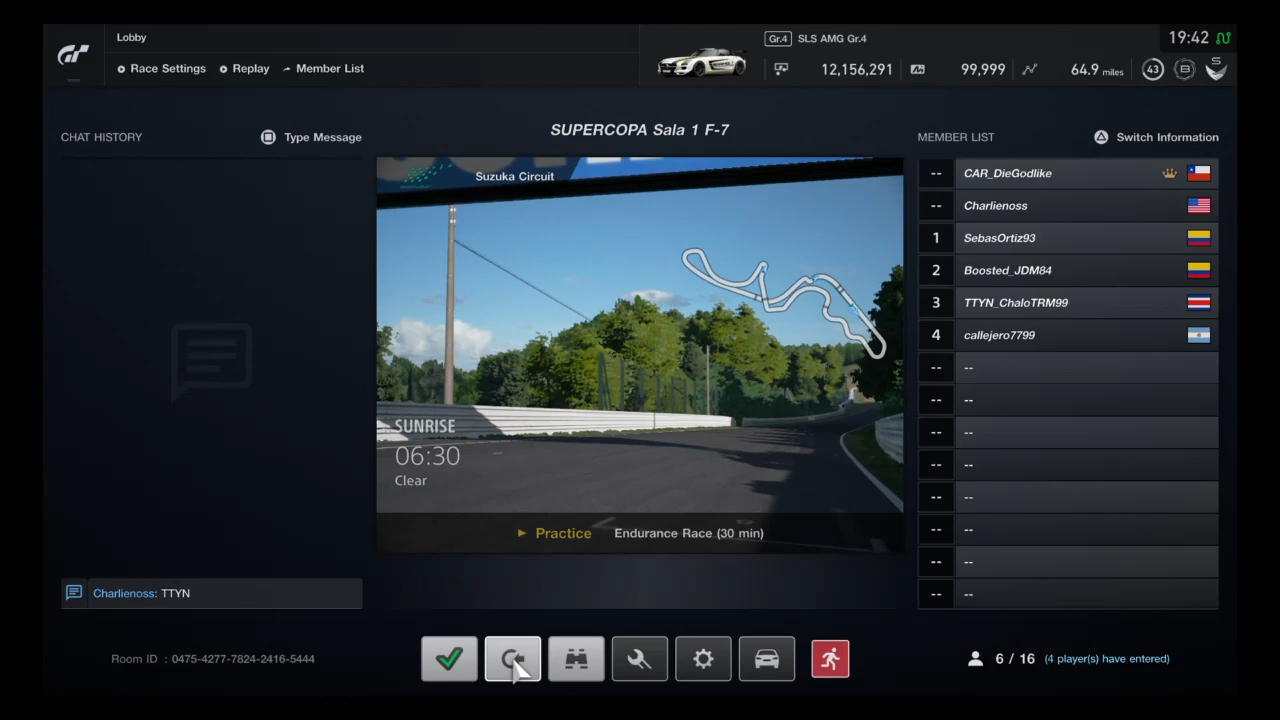 Lobby
Race Settings Replay Member List
Gr.4 SLS AMG Gr.4
12,156,291 99,999 64.9 miles 43 B S
19:42
CHAT HISTORY Type Message
SUPERCOPA Sala 1 F-7
MEMBER LIST Switch Information
Suzuka Circuit
-- CAR_DieGodlike
-- Charlienoss
1 SebasOrtiz93
2 Boosted_JDM84
3 TTYN_ChaloTRM99
4 callejero7799
-- --
-- --
-- --
-- --
-- --
-- --
-- --
-- --
SUNRISE
06:30
Clear
Practice Endurance Race (30 min)
Charlienoss: TTYN
Room ID : 0475-4277-7824-2416-5444
6 / 16 (4 player(s) have entered)